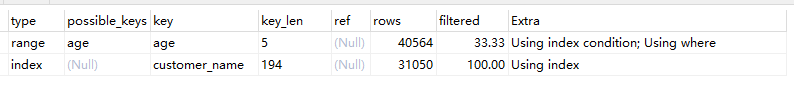 type possible_keys key key_len ref rows filtered Extra
range age age 5 (Null) 40564 33.33 Using index condition; Using where
index (Null) customer_name 194 (Null) 31050 100.00 Using index